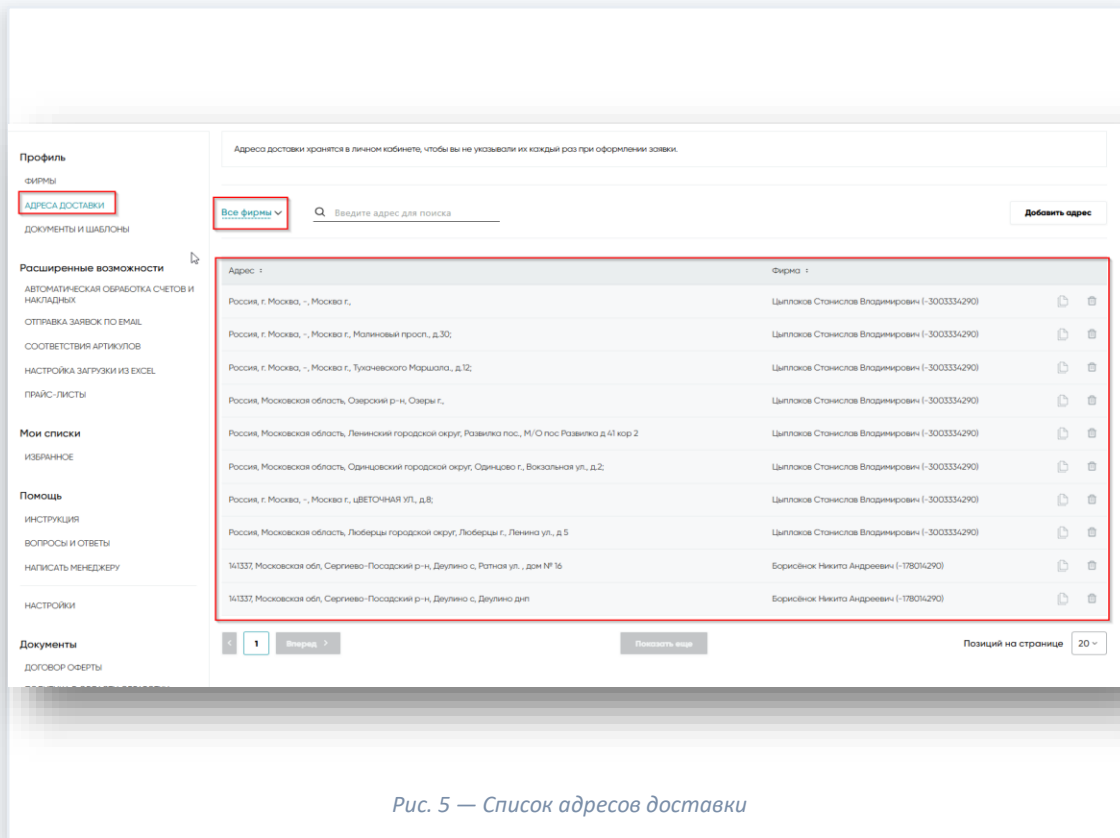 Профиль
ФИРМЫ
АДРЕСА ДОСТАВКИ
ДОКУМЕНТЫ И ШАБЛОНЫ
Расширенные возможности
АВТОМАТИЧЕСКАЯ ОБРАБОТКА СЧЕТОВ И
НАКЛАДНЫХ
ОТПРАВКА ЗАЯВОК ПО EMAIL
СООТВЕТСТВИЯ АРТИКУЛОВ
НАСТРОЙКА ЗАГРУЗКИ ИЗ EXCEL
ПРАЙС-ЛИСТЫ
Мои списки
ИЗБРАННОЕ
Помощь
ИНСТРУКЦИЯ
ВОПРОСЫ И ОТВЕТЫ
НАПИСАТЬ МЕНЕДЖЕРУ
НАСТРОЙКИ
Документы
ДОГОВОР ОФЕРТЫ
Адреса доставки хранятся в личном кабинете, чтобы вы не указывали их каждый раз при оформлении заявки.
Все фирмы Введите адрес для поиска Добавить адрес
Адрес Фирма
Россия, г. Москва, -, Москва г., Цыплаков Станислав Владимирович (-3003334290)
Россия, г. Москва, -, Москва г., Малиновый просп., д.30; Цыплаков Станислав Владимирович (-3003334290)
Россия, г. Москва, -, Москва г., Тухачевского Маршала., д.12; Цыплаков Станислав Владимирович (-3003334290)
Россия, Московская область, Озерский р-н, Озеры г., Цыплаков Станислав Владимирович (-3003334290)
Россия, Московская область, Ленинский городской округ, Развилка пос., М/О пос Развилка д 41 кор 2 Цыплаков Станислав Владимирович (-3003334290)
Россия, Московская область, Одинцовский городской округ, Одинцово г., Вокзальная ул., д.2; Цыплаков Станислав Владимирович (-3003334290)
Россия, г. Москва, -, Москва г., цВЕТОЧНАЯ УЛ., д.8; Цыплаков Станислав Владимирович (-3003334290)
Россия, Московская область, Люберцы городской округ, Люберцы г., Ленина ул., д 5 Цыплаков Станислав Владимирович (-3003334290)
141337, Московская обл, Сергиево-Посадский р-н, Деулино с, Ратная ул. , дом № 16 Борисёнок Никита Андреевич (-178014290)
141337, Московская обл, Сергиево-Посадский р-н, Деулино с, Деулино днп Борисёнок Никита Андреевич (-178014290)
1 Вперед Показать еще Позиций на странице 20
Рис. 5 — Список адресов доставки